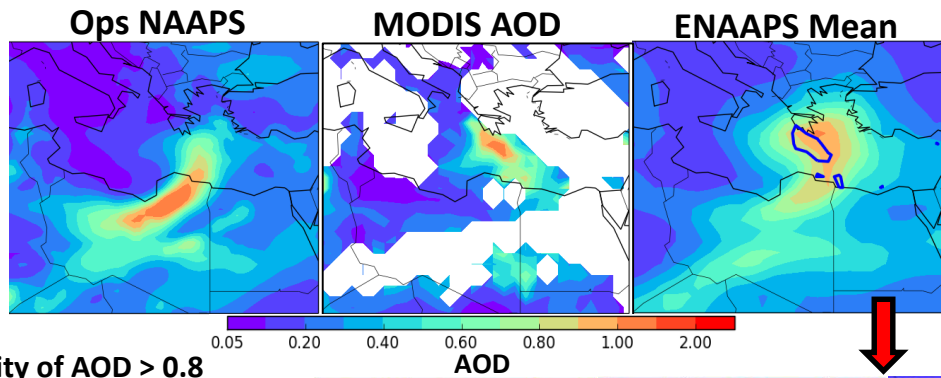 Ops NAAPS MODIS AOD ENAAPS Mean
0.05 0.20 0.40 0.60 0.80 1.00 2.00
AOD
ity of AOD > 0.8